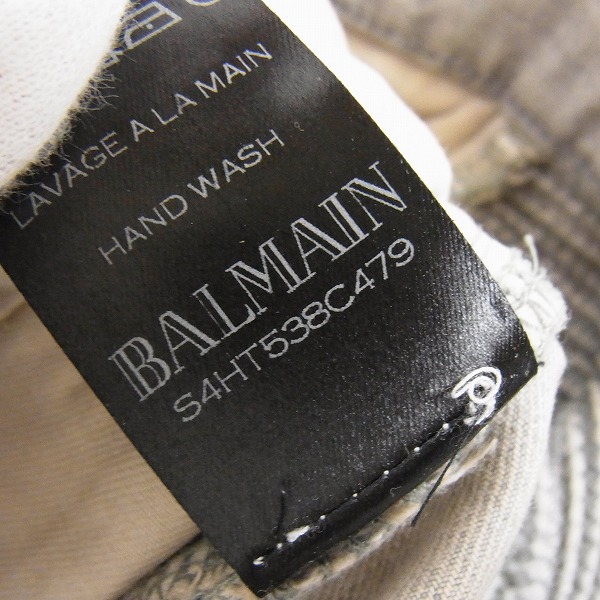 LAVAGE A LA MAIN
HAND WASH
BALMAIN
S4HT538C479